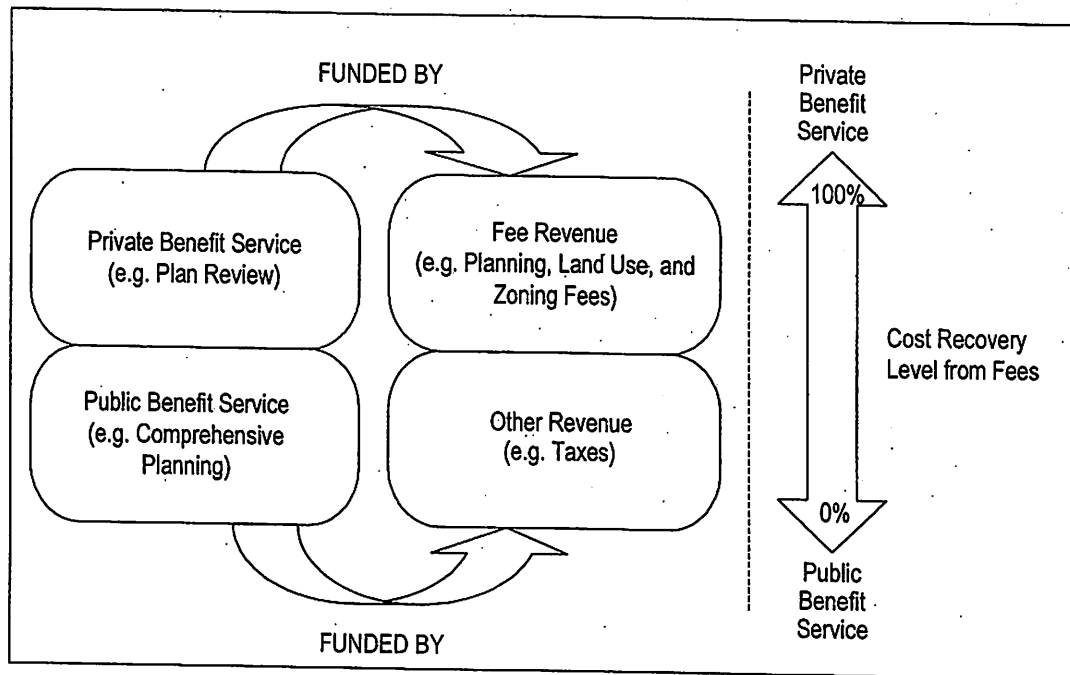 FUNDED BY
Private Benefit Service
(e.g. Plan Review)
Fee Revenue
(e.g. Planning, Land Use, and
Zoning Fees)
Public Benefit Service
(e.g. Comprehensive
Planning)
Other Revenue
(e.g. Taxes)
FUNDED BY
Private
Benefit
Service
100%
Cost Recovery
Level from Fees
0%
Public
Benefit
Service